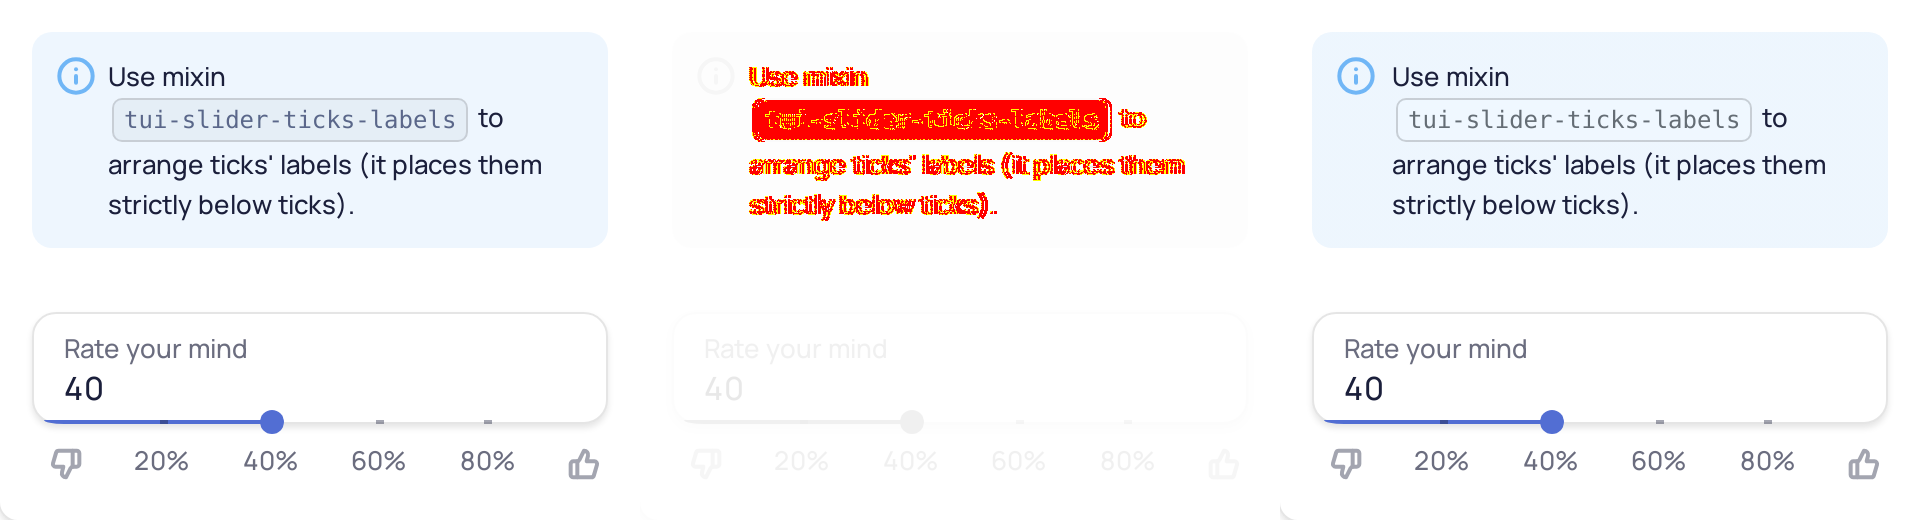 Use mixin
tui-slider-ticks-labels to
arrange ticks' labels (it places them
strictly below ticks).
Rate your mind
40
20% 40% 60% 80%
Use mixin
tui-slider-ticks-labels to
arrange ticks' labels (it places them
strictly below ticks).
Rate your mind
40
20% 40% 60% 80%
Use mixin
tui-slider-ticks-labels to
arrange ticks' labels (it places them
strictly below ticks).
Rate your mind
40
20% 40% 60% 80%